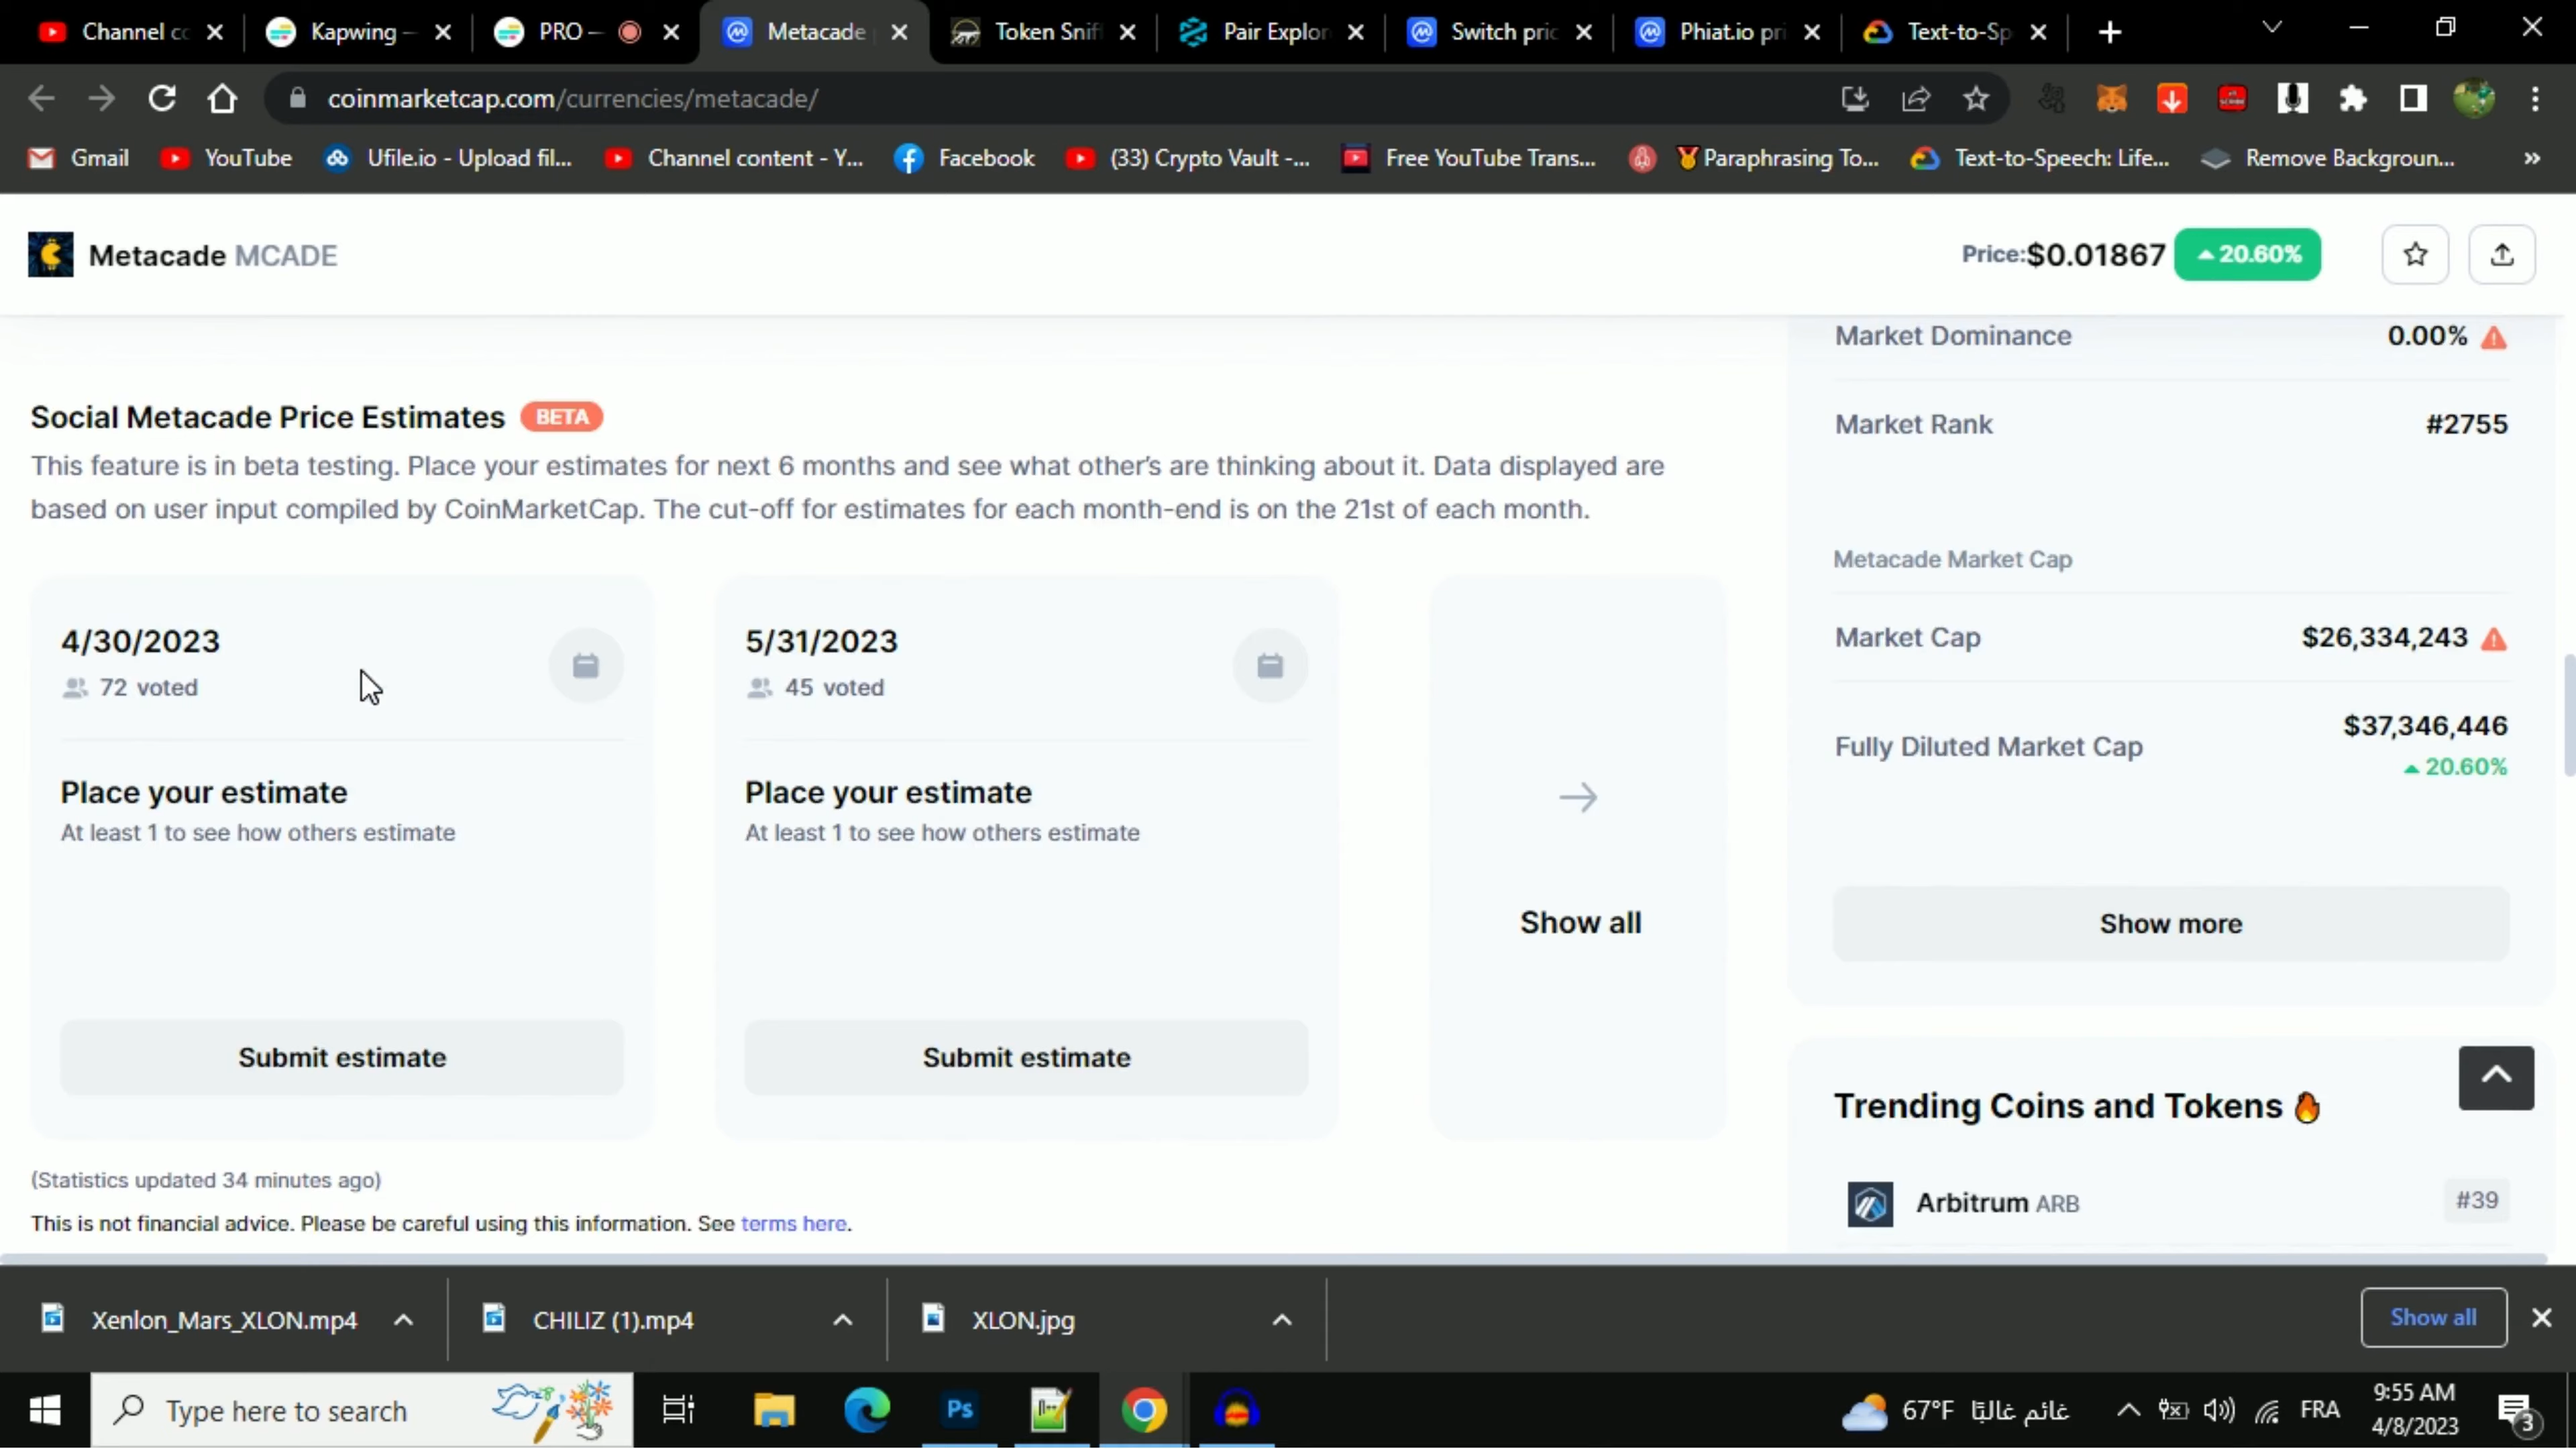 Channel cc
Kapwing –
PRO –
Metacade
Token Snif
Pair Explor
Switch pric
Phiat.io pri
Text-to-Sp
coinmarketcap.com/currencies/metacade/
Gmail
YouTube
Ufile.io - Upload fil...
Channel content - Y...
Facebook
(33) Crypto Vault -...
Free YouTube Trans...
Paraphrasing To...
Text-to-Speech: Life...
Remove Backgroun...
Metacade MCADE
Price:$0.01867
20.60%
Social Metacade Price Estimates BETA
This feature is in beta testing. Place your estimates for next 6 months and see what other's are thinking about it. Data displayed are
based on user input compiled by CoinMarketCap. The cut-off for estimates for each month-end is on the 21st of each month.
4/30/2023
72 voted
Place your estimate
At least 1 to see how others estimate
Submit estimate
5/31/2023
45 voted
Place your estimate
At least 1 to see how others estimate
Submit estimate
Show all
(Statistics updated 34 minutes ago)
This is not financial advice. Please be careful using this information. See terms here.
Market Dominance 0.00%
Market Rank #2755
Metacade Market Cap
Market Cap $26,334,243
Fully Diluted Market Cap $37,346,446
20.60%
Show more
Trending Coins and Tokens
Arbitrum ARB #39
Xenlon_Mars_XLON.mp4
CHILIZ (1).mp4
XLON.jpg
Show all
Type here to search
Ps
67°F غائم غالبًا
FRA
9:55 AM
4/8/2023
3